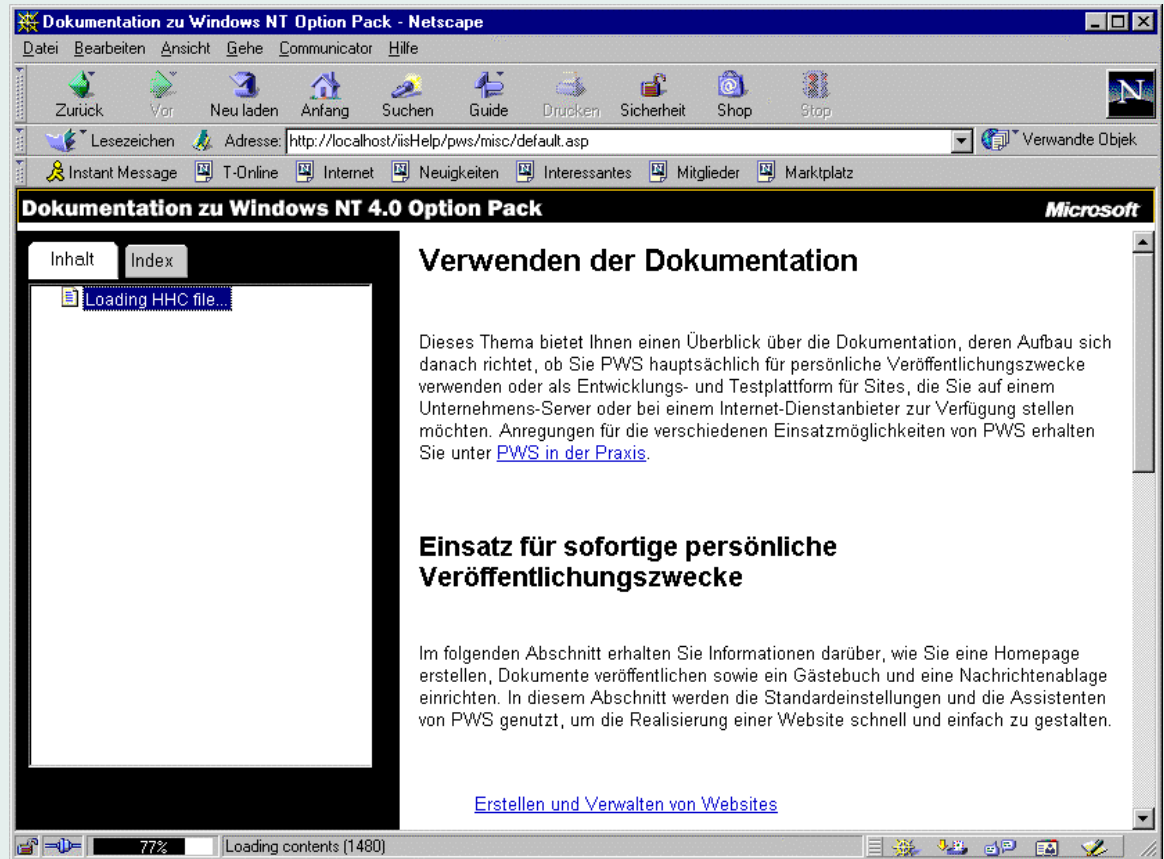 Dokumentation zu Windows NT Option Pack - Netscape
Datei Bearbeiten Ansicht Gehe Communicator Hilfe
Zurück Vor Neu laden Anfang Suchen Guide Drucken Sicherheit Shop Stop
N
Lesezeichen Adresse: http://localhost/iisHelp/pws/misc/default.asp Verwandte Objek
Instant Message T-Online Internet Neuigkeiten Interessantes Mitglieder Marktplatz
Dokumentation zu Windows NT 4.0 Option Pack Microsoft
Inhalt Index
Loading HHC file...
Verwenden der Dokumentation
Dieses Thema bietet Ihnen einen Überblick über die Dokumentation, deren Aufbau sich
danach richtet, ob Sie PWS hauptsächlich für persönliche Veröffentlichungszwecke
verwenden oder als Entwicklungs- und Testplattform für Sites, die Sie auf einem
Unternehmens-Server oder bei einem Internet-Dienstanbieter zur Verfügung stellen
möchten. Anregungen für die verschiedenen Einsatzmöglichkeiten von PWS erhalten
Sie unter PWS in der Praxis.
Einsatz für sofortige persönliche
Veröffentlichungszwecke
Im folgenden Abschnitt erhalten Sie Informationen darüber, wie Sie eine Homepage
erstellen, Dokumente veröffentlichen sowie ein Gästebuch und eine Nachrichtenablage
einrichten. In diesem Abschnitt werden die Standardeinstellungen und die Assistenten
von PWS genutzt, um die Realisierung einer Website schnell und einfach zu gestalten.
Erstellen und Verwalten von Websites
77% Loading contents (1480)